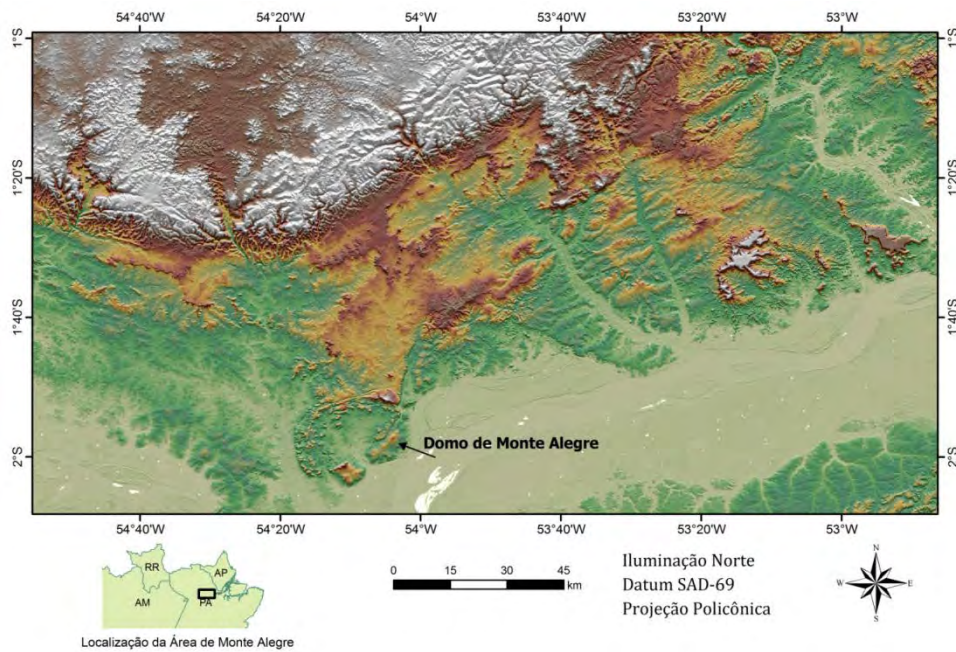 54°40'W 54°20'W 54°W 53°40'W 53°20'W 53°W
1°S 1°S
1°20'S 1°20'S
1°40'S 1°40'S
Domo de Monte Alegre
2°S 2°S
54°40'W 54°20'W 54°W 53°40'W 53°20'W 53°W
RR AP
AM PA
Localização da Área de Monte Alegre
0 15 30 45
km
Iluminação Norte
Datum SAD-69
Projeção Policônica
N
W E
S